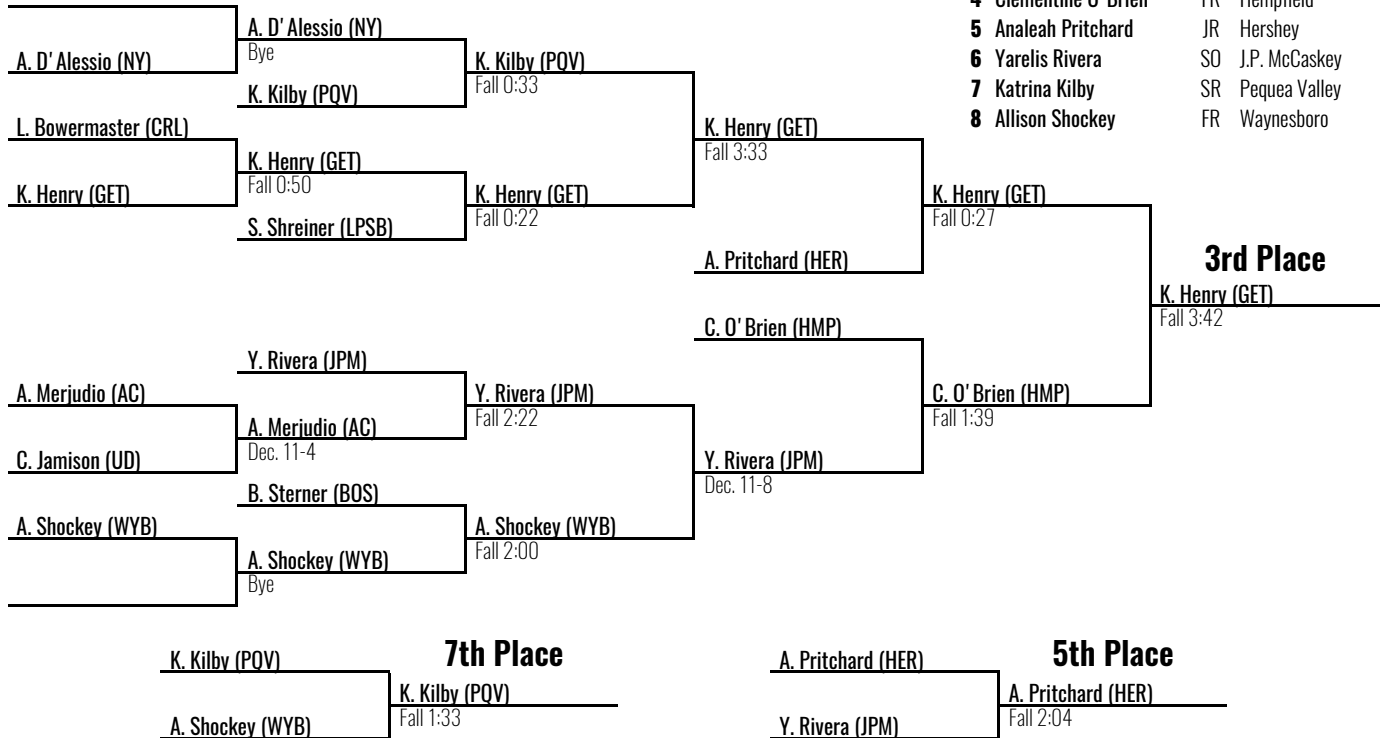 4 Clementine O'Brien FR Hempfield
A. D'Alessio (NY)
Bye
5 Analeah Pritchard JR Hershey
A. D'Alessio (NY)
K. Kilby (PQV)
Fall 0:33
6 Yarelis Rivera SO J.P. McCaskey
K. Kilby (PQV)
7 Katrina Kilby SR Pequea Valley
8 Allison Shockey FR Waynesboro
L. Bowermaster (CRL)
K. Henry (GET)
Fall 3:33
K. Henry (GET)
Fall 0:50
K. Henry (GET)
K. Henry (GET)
Fall 0:22
K. Henry (GET)
Fall 0:27
S. Shreiner (LPSB)
A. Pritchard (HER)
3rd Place
K. Henry (GET)
Fall 3:42
C. O'Brien (HMP)
Y. Rivera (JPM)
A. Merjudio (AC)
Y. Rivera (JPM)
Fall 2:22
C. O'Brien (HMP)
Fall 1:39
A. Merjudio (AC)
Dec. 11-4
C. Jamison (UD)
Y. Rivera (JPM)
Dec. 11-8
B. Sterner (BOS)
A. Shockey (WYB)
A. Shockey (WYB)
Fall 2:00
A. Shockey (WYB)
Bye
7th Place
K. Kilby (PQV)
K. Kilby (PQV)
Fall 1:33
A. Shockey (WYB)
5th Place
A. Pritchard (HER)
A. Pritchard (HER)
Fall 2:04
Y. Rivera (JPM)